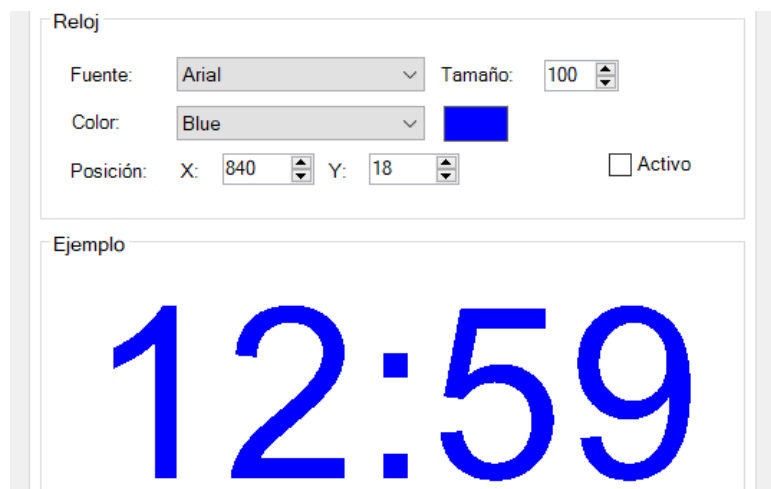 Reloj
Fuente: Arial Tamaño: 100
Color: Blue
Posición: X: 840 Y: 18 Activo
Ejemplo
12:59